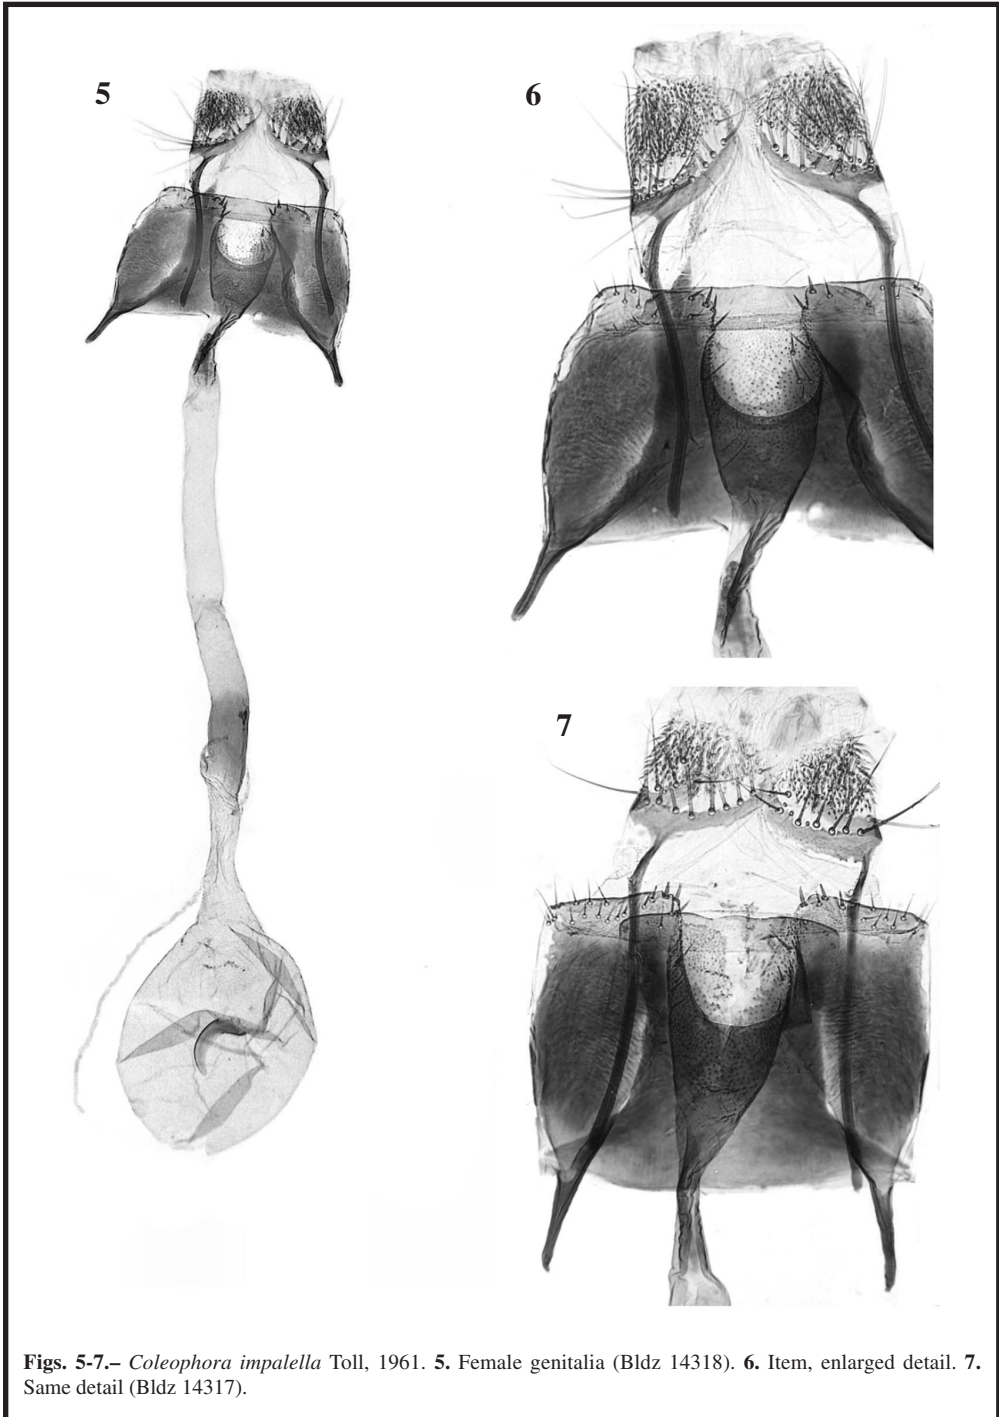 5
6
7
Figs. 5-7.– Coleophora impalella Toll, 1961. 5. Female genitalia (Bldz 14318). 6. Item, enlarged detail. 7.
Same detail (Bldz 14317).